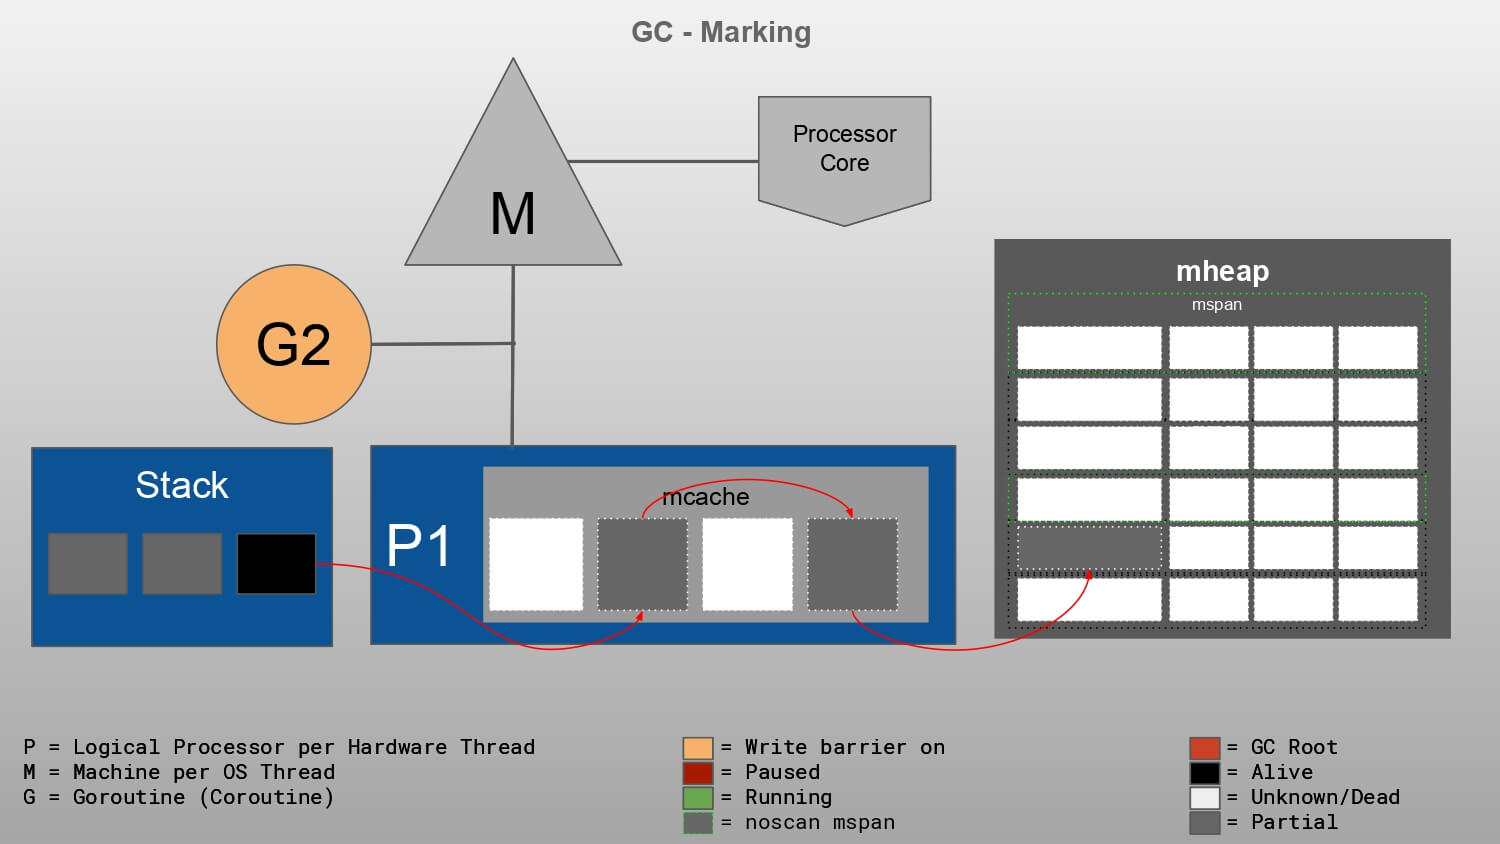 GC - Marking
Processor
Core
M
mheap
mspan
G2
Stack
mcache
P1
P = Logical Processor per Hardware Thread
M = Machine per OS Thread
G = Goroutine (Coroutine)
= Write barrier on
= Paused
= Running
= noscan mspan
= GC Root
= Alive
= Unknown/Dead
= Partial